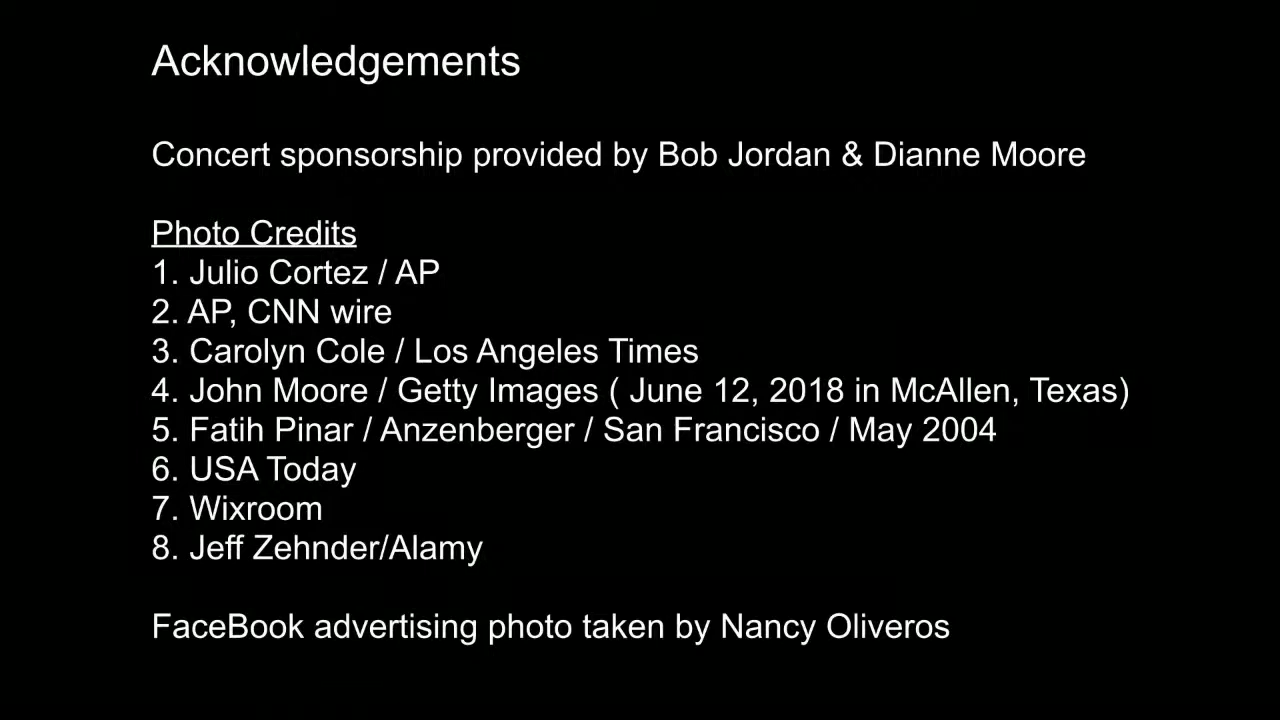 Acknowledgements
Concert sponsorship provided by Bob Jordan & Dianne Moore
Photo Credits
1. Julio Cortez / AP
2. AP, CNN wire
3. Carolyn Cole / Los Angeles Times
4. John Moore / Getty Images ( June 12, 2018 in McAllen, Texas)
5. Fatih Pinar / Anzenberger / San Francisco / May 2004
6. USA Today
7. Wixroom
8. Jeff Zehnder/Alamy
FaceBook advertising photo taken by Nancy Oliveros